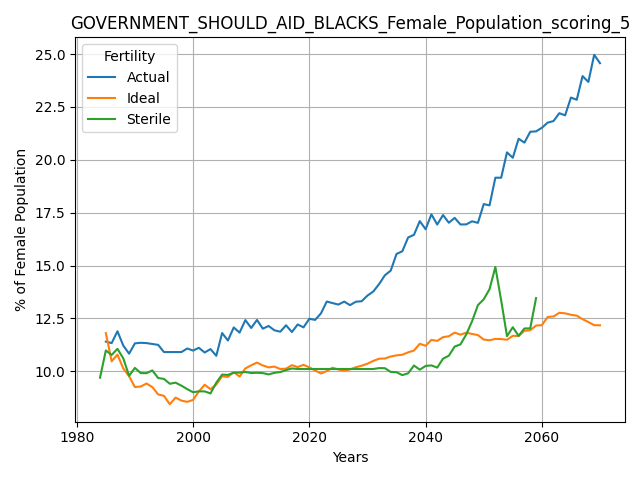 GOVERNMENT_SHOULD_AID_BLACKS_Female_Population_scoring_5
Fertility
Actual
Ideal
Sterile
% of Female Population
25.0
22.5
20.0
17.5
15.0
12.5
10.0
1980
2000
2020
2040
2060
Years